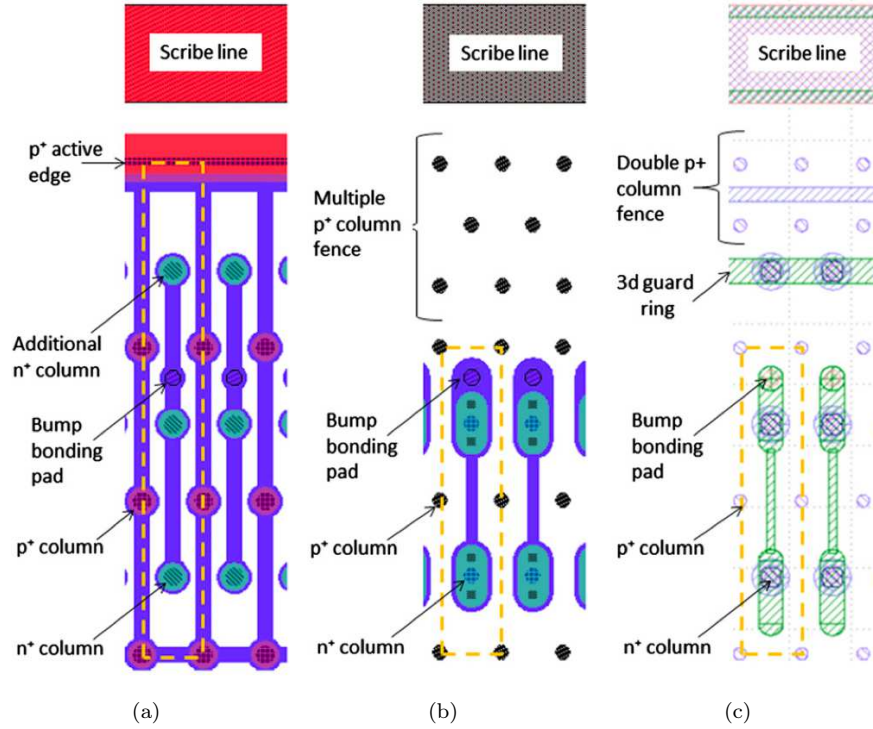 Scribe line
p⁺ active
edge
Additional
n⁺ column
Bump
bonding
pad
p⁺ column
n⁺ column
(a)
Scribe line
Multiple
p⁺ column
fence
Bump
bonding
pad
p⁺ column
n⁺ column
(b)
Scribe line
Double p+
column
fence
3d guard
ring
Bump
bonding
pad
p⁺ column
n⁺ column
(c)